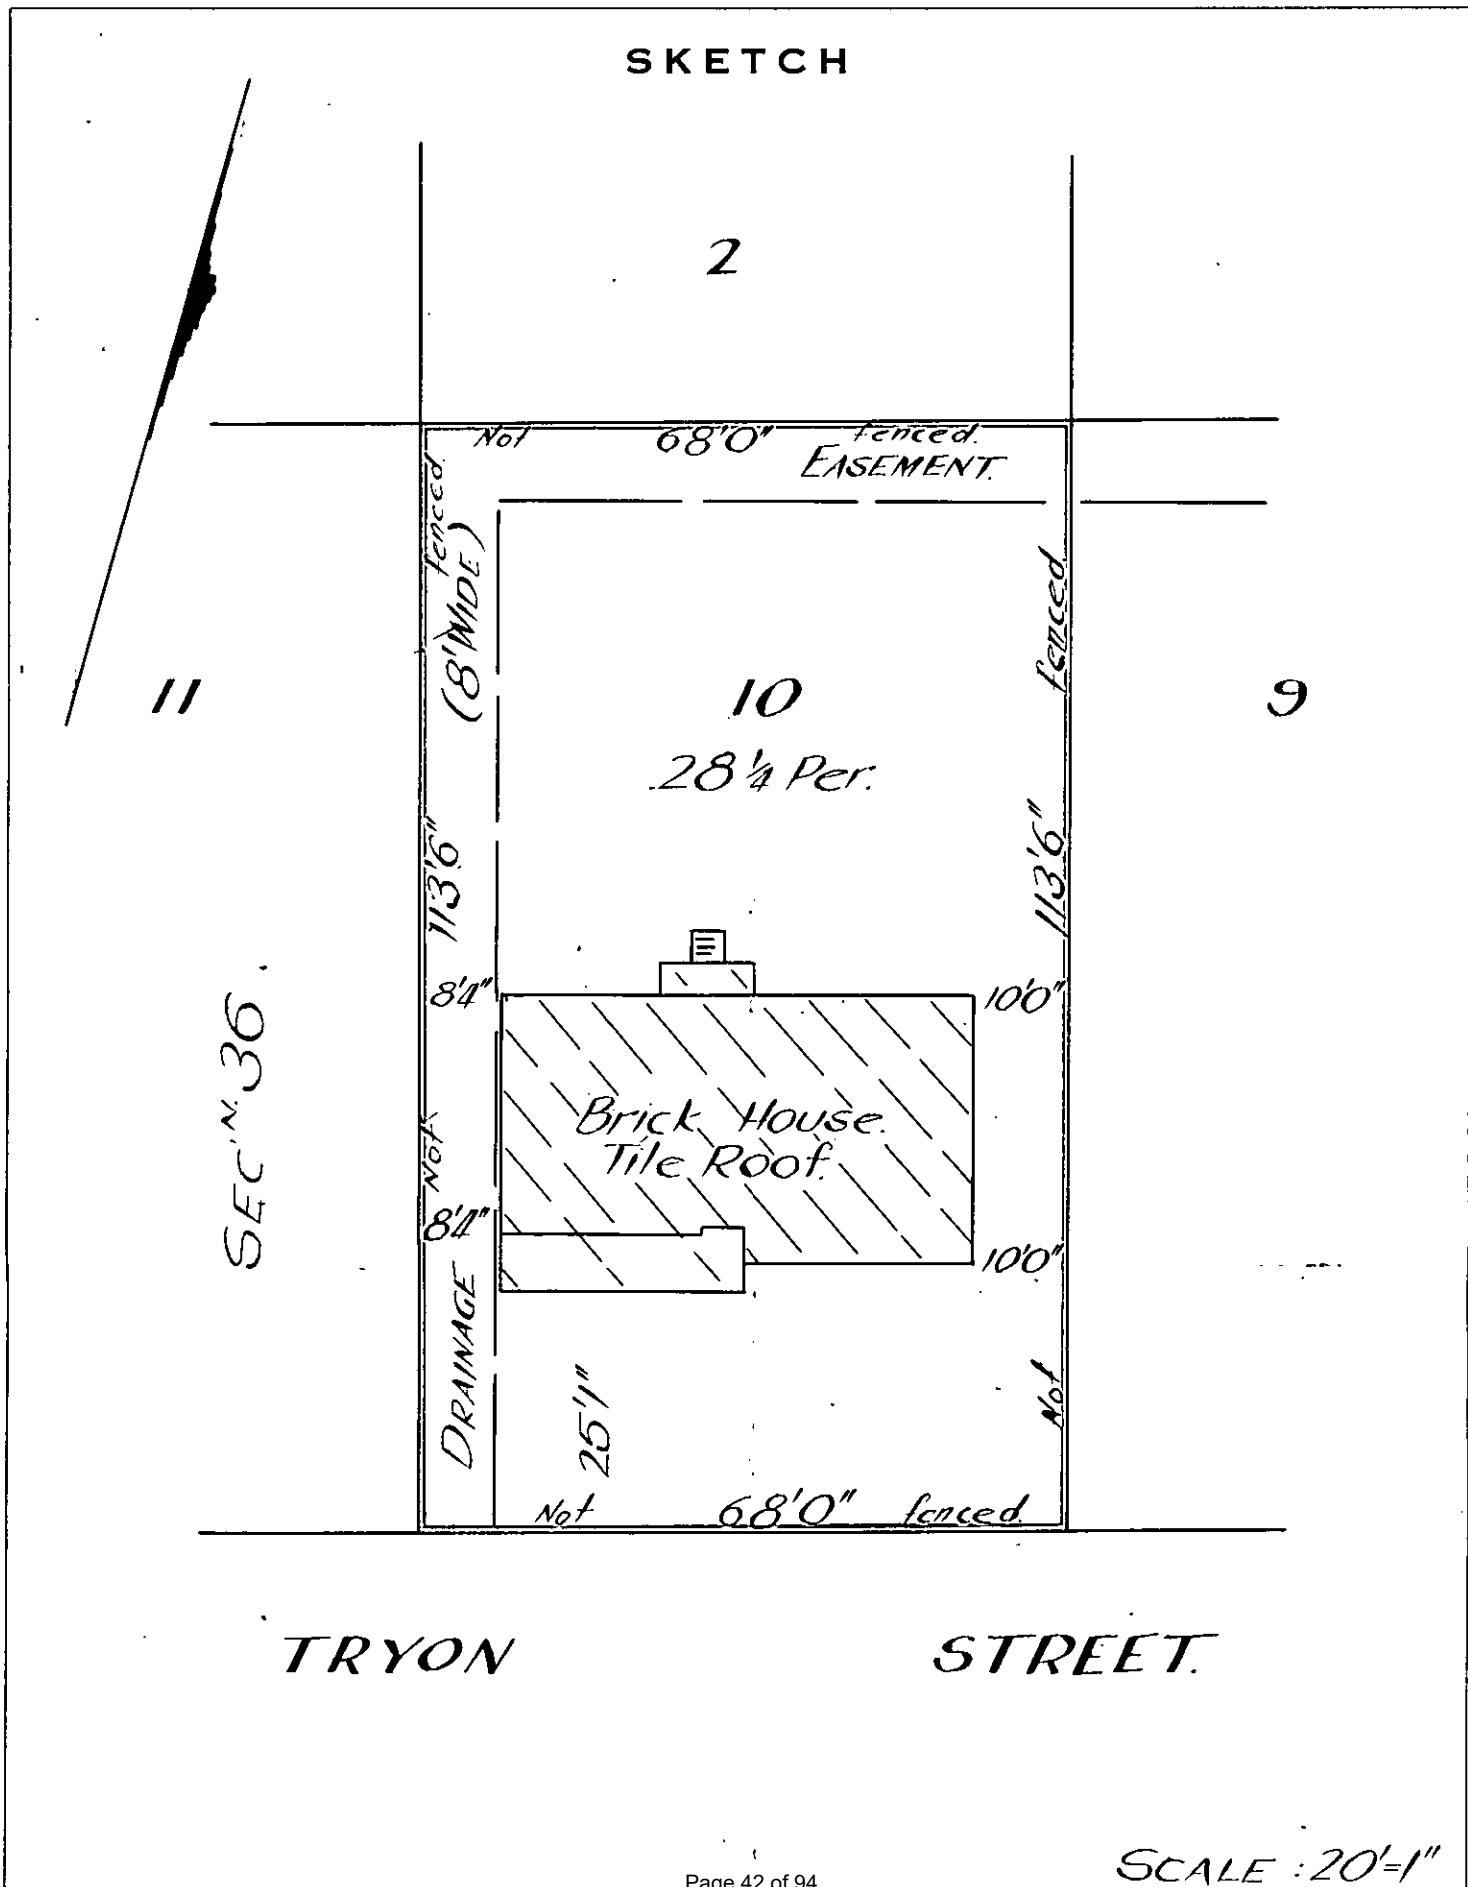 SKETCH
2
Not 68'0" fenced.
EASEMENT.
fenced
(8' WIDE)
fenced
11
10
9
28 1/4 Per.
113'6"
113'6"
8'4"
10'0"
SEC'N. 36.
Brick House.
Tile Roof.
Not
8'4"
10'0"
DRAINAGE
25'1"
Not
Not 68'0" fenced.
TRYON STREET.
SCALE : 20'=1"
Page 42 of 94